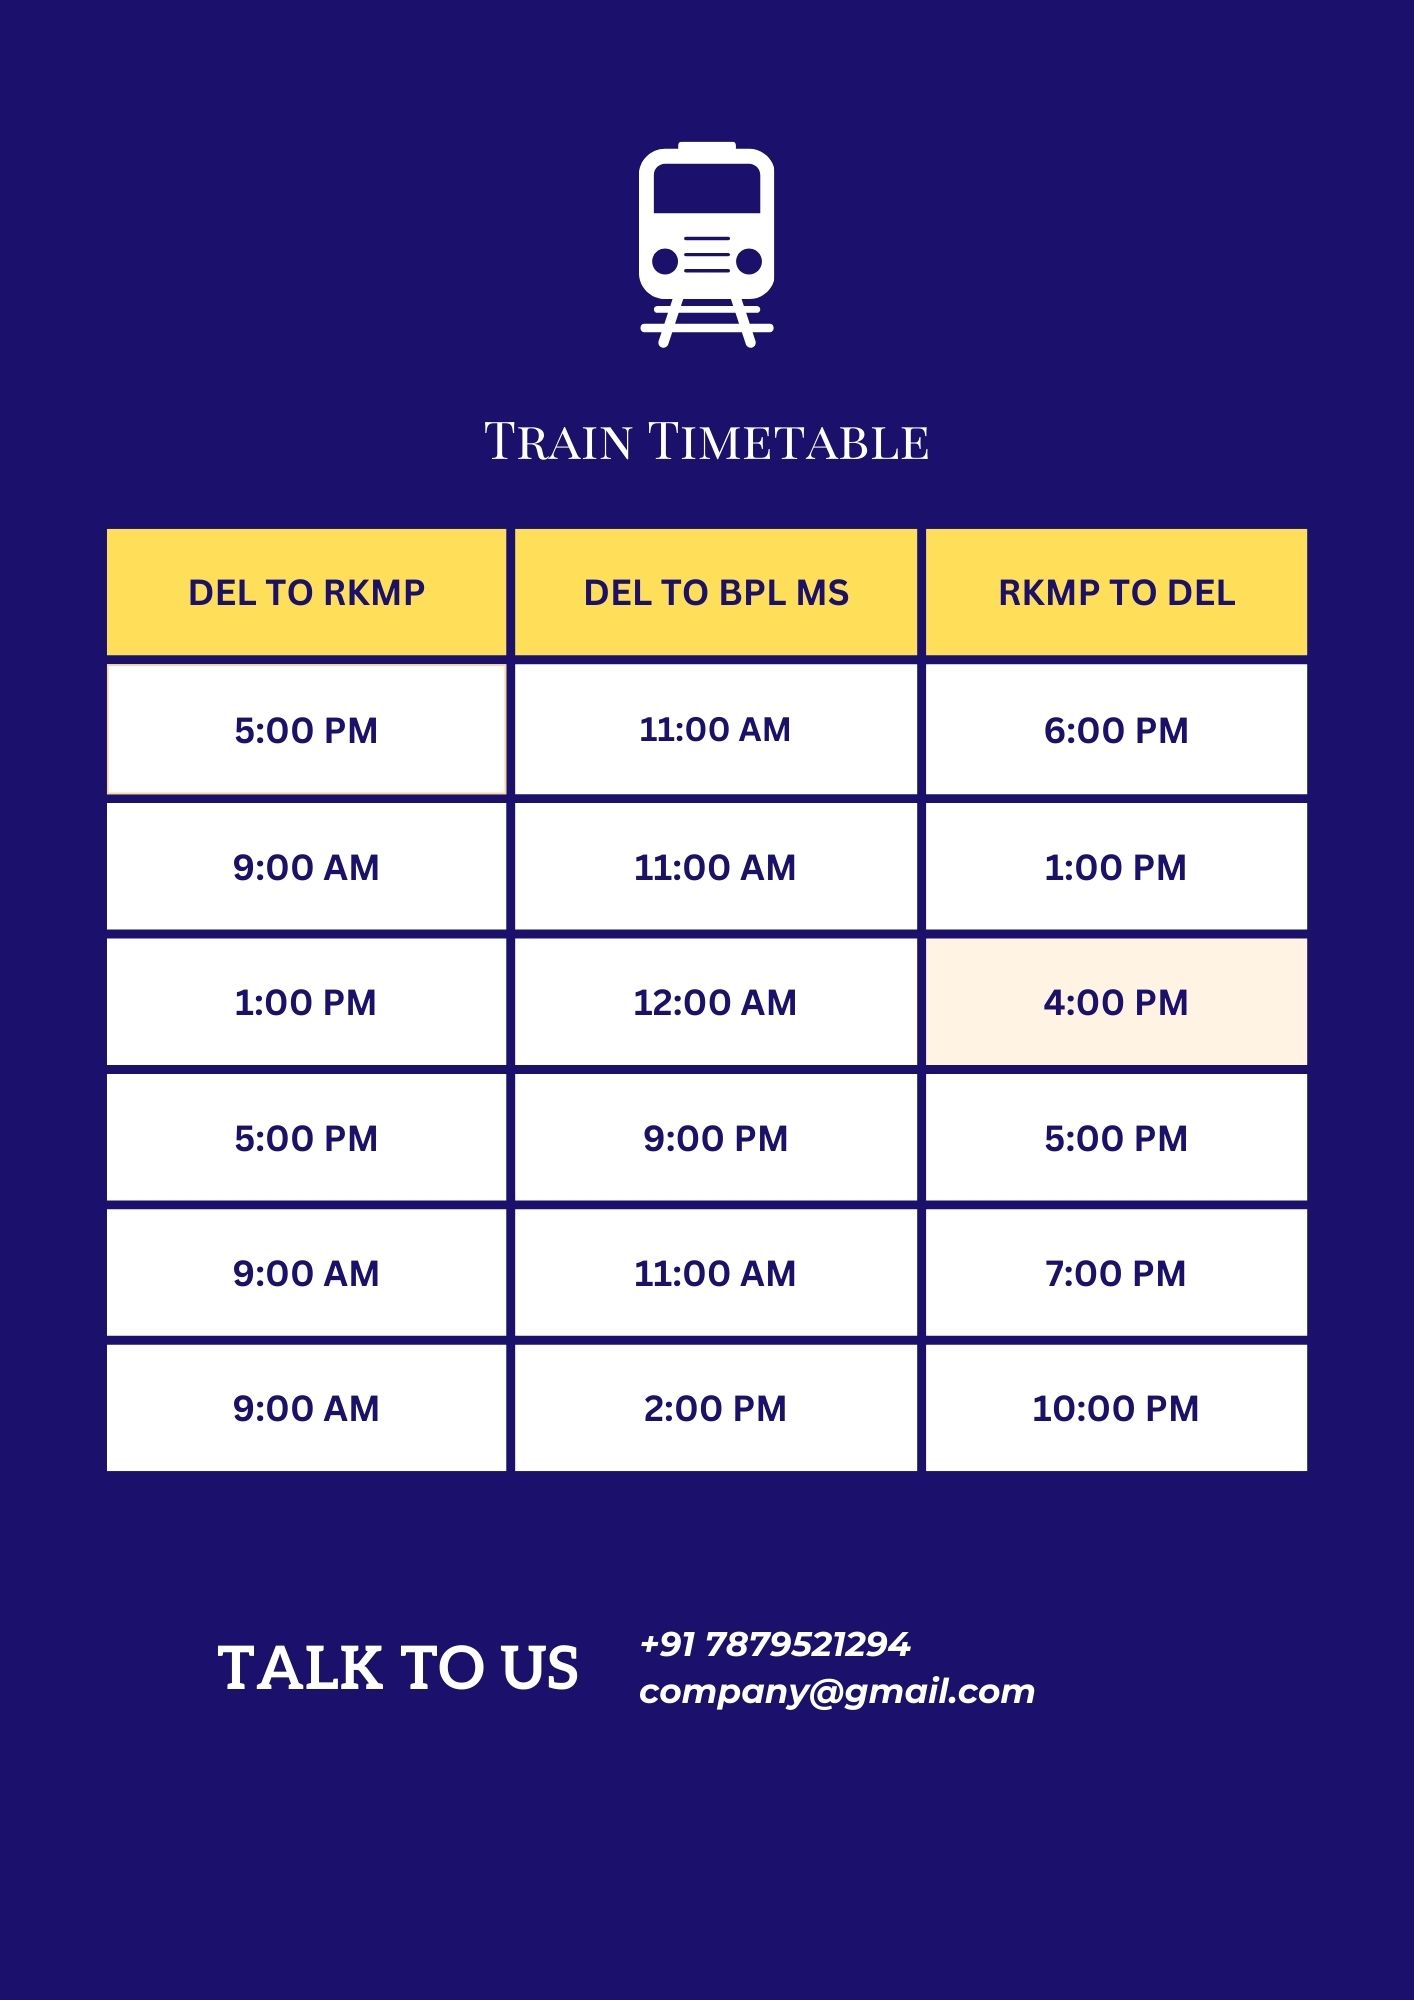 Train Timetable
DEL TO RKMP DEL TO BPL MS RKMP TO DEL
5:00 PM 11:00 AM 6:00 PM
9:00 AM 11:00 AM 1:00 PM
1:00 PM 12:00 AM 4:00 PM
5:00 PM 9:00 PM 5:00 PM
9:00 AM 11:00 AM 7:00 PM
9:00 AM 2:00 PM 10:00 PM
TALK TO US
+91 7879521294
company@gmail.com